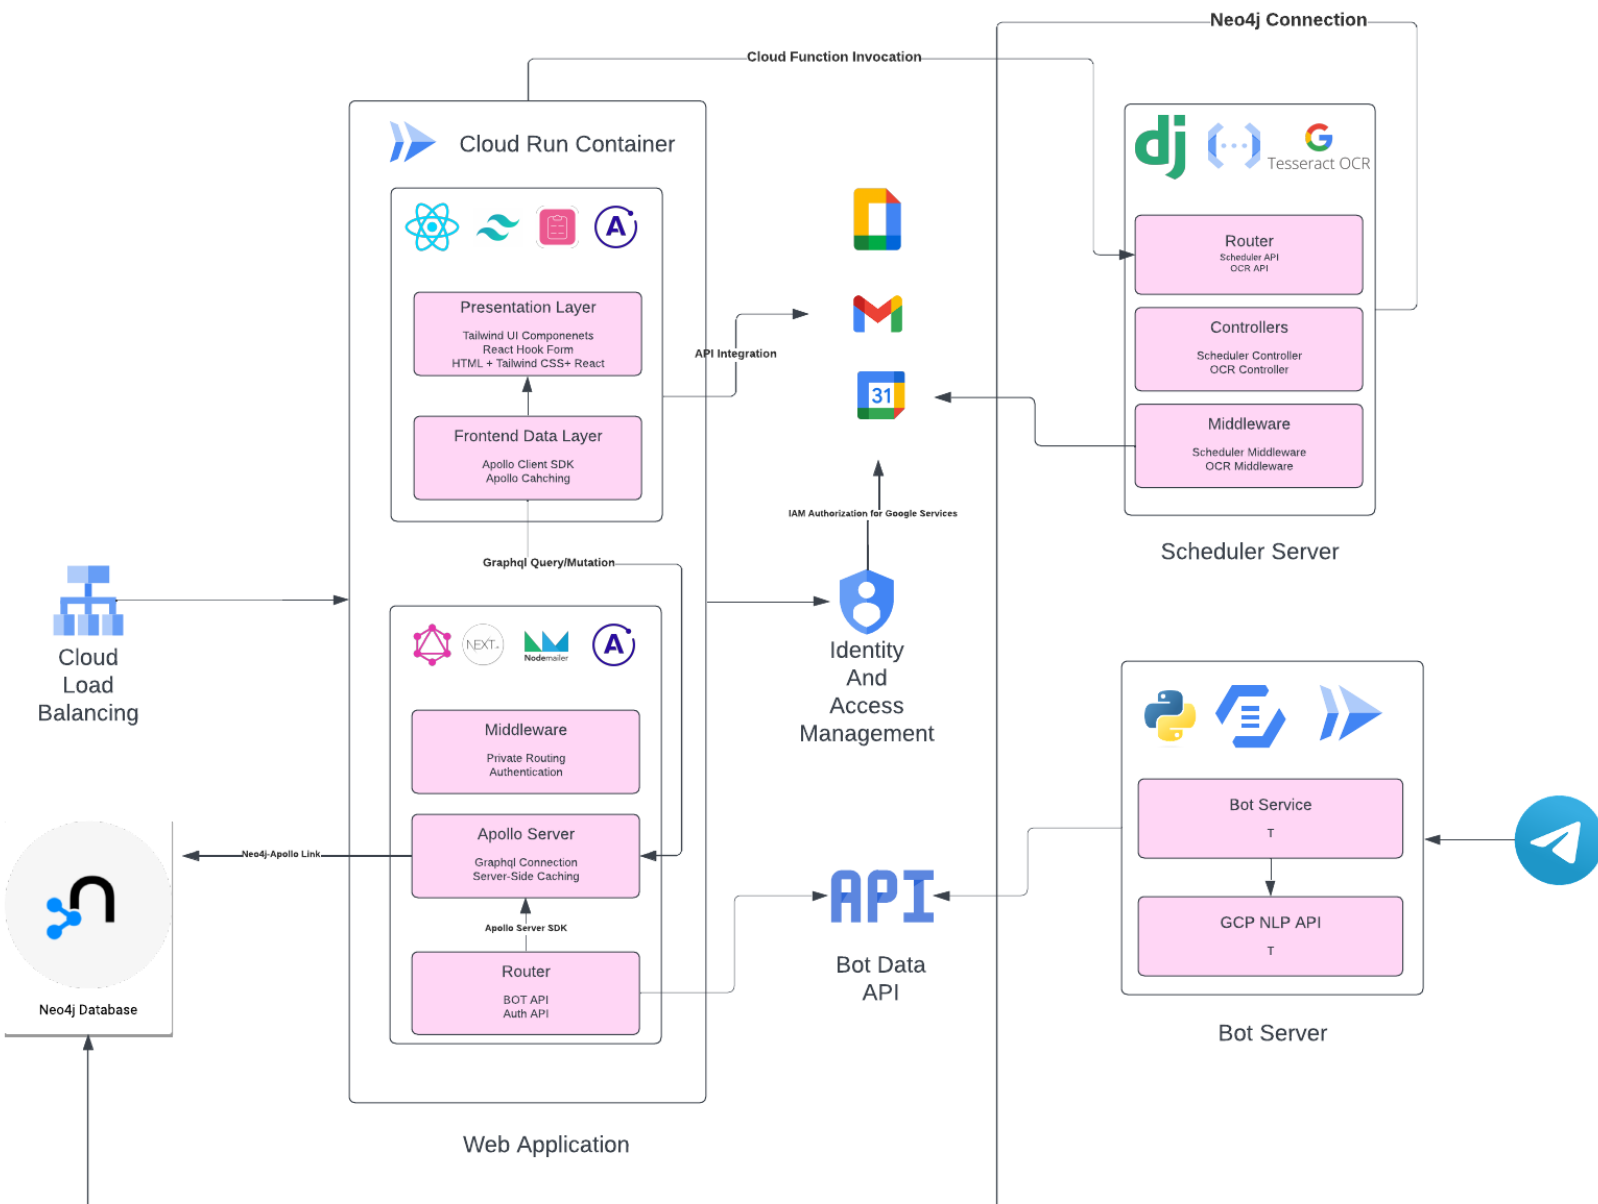 Neo4j Connection
Cloud Function Invocation
Cloud Run Container
dj
Tesseract OCR
A
Presentation Layer
Tailwind UI Componenets
React Hook Form
HTML + Tailwind CSS+ React
Frontend Data Layer
Apollo Client SDK
Apollo Cahching
API Integration
31
Router
Scheduler API
OCR API
Controllers
Scheduler Controller
OCR Controller
Middleware
Scheduler Middleware
OCR Middleware
Scheduler Server
IAM Authorization for Google Services
Graphql Query/Mutation
Cloud
Load
Balancing
NEXT.
Nodemailer
A
Identity
And
Access
Management
Middleware
Private Routing
Authentication
Apollo Server
Graphql Connection
Server-Side Caching
Neo4j-Apollo Link
Apollo Server SDK
Router
BOT API
Auth API
n
Neo4j Database
API
Bot Data
API
Bot Service
T
GCP NLP API
T
Bot Server
Web Application